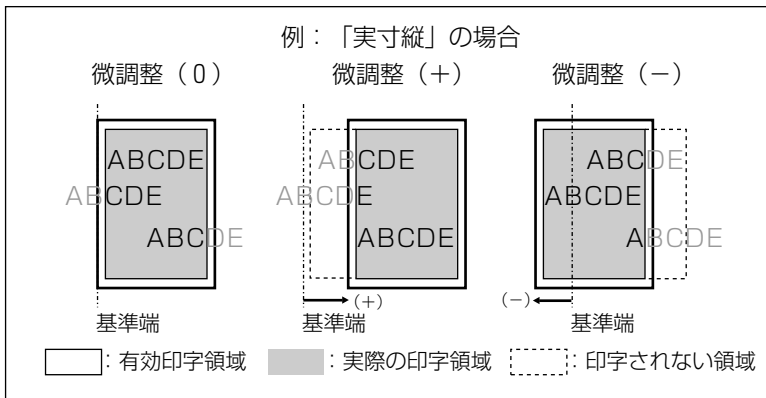 例：「実寸縦」の場合
微調整（0） 微調整（＋） 微調整（－）
ABCDE ABCDE ABCDE
ABCDE ABCDE ABCDE
ABCDE ABCDE ABCDE
(＋) (－)
基準端 基準端 基準端
：有効印字領域 ：実際の印字領域 ：印字されない領域